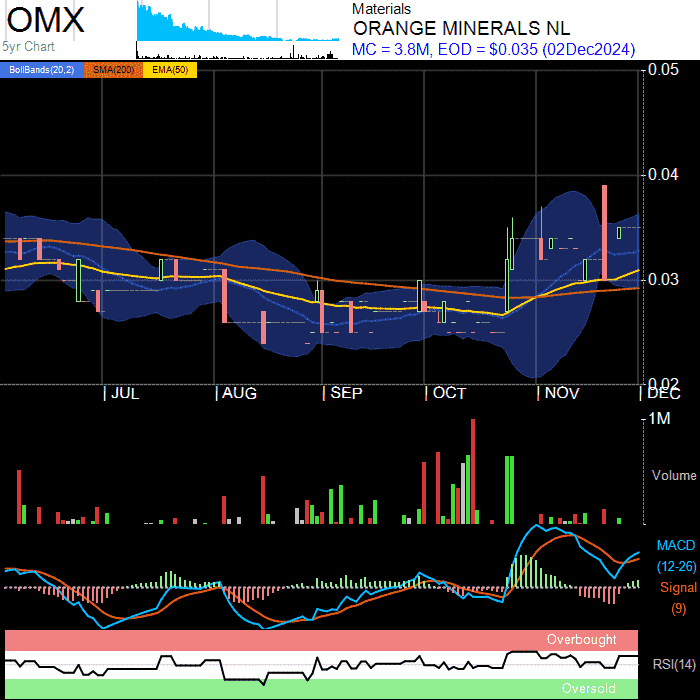 OMX
5yr Chart
Materials
ORANGE MINERALS NL
MC = 3.8M, EOD = $0.035 (02Dec2024)
BollBands(20,2) SMA(200) EMA(50)
0.05
0.04
0.03
0.02
JUL AUG SEP OCT NOV DEC
1M
Volume
MACD
(12-26)
Signal
(9)
Overbought
RSI(14)
Oversold